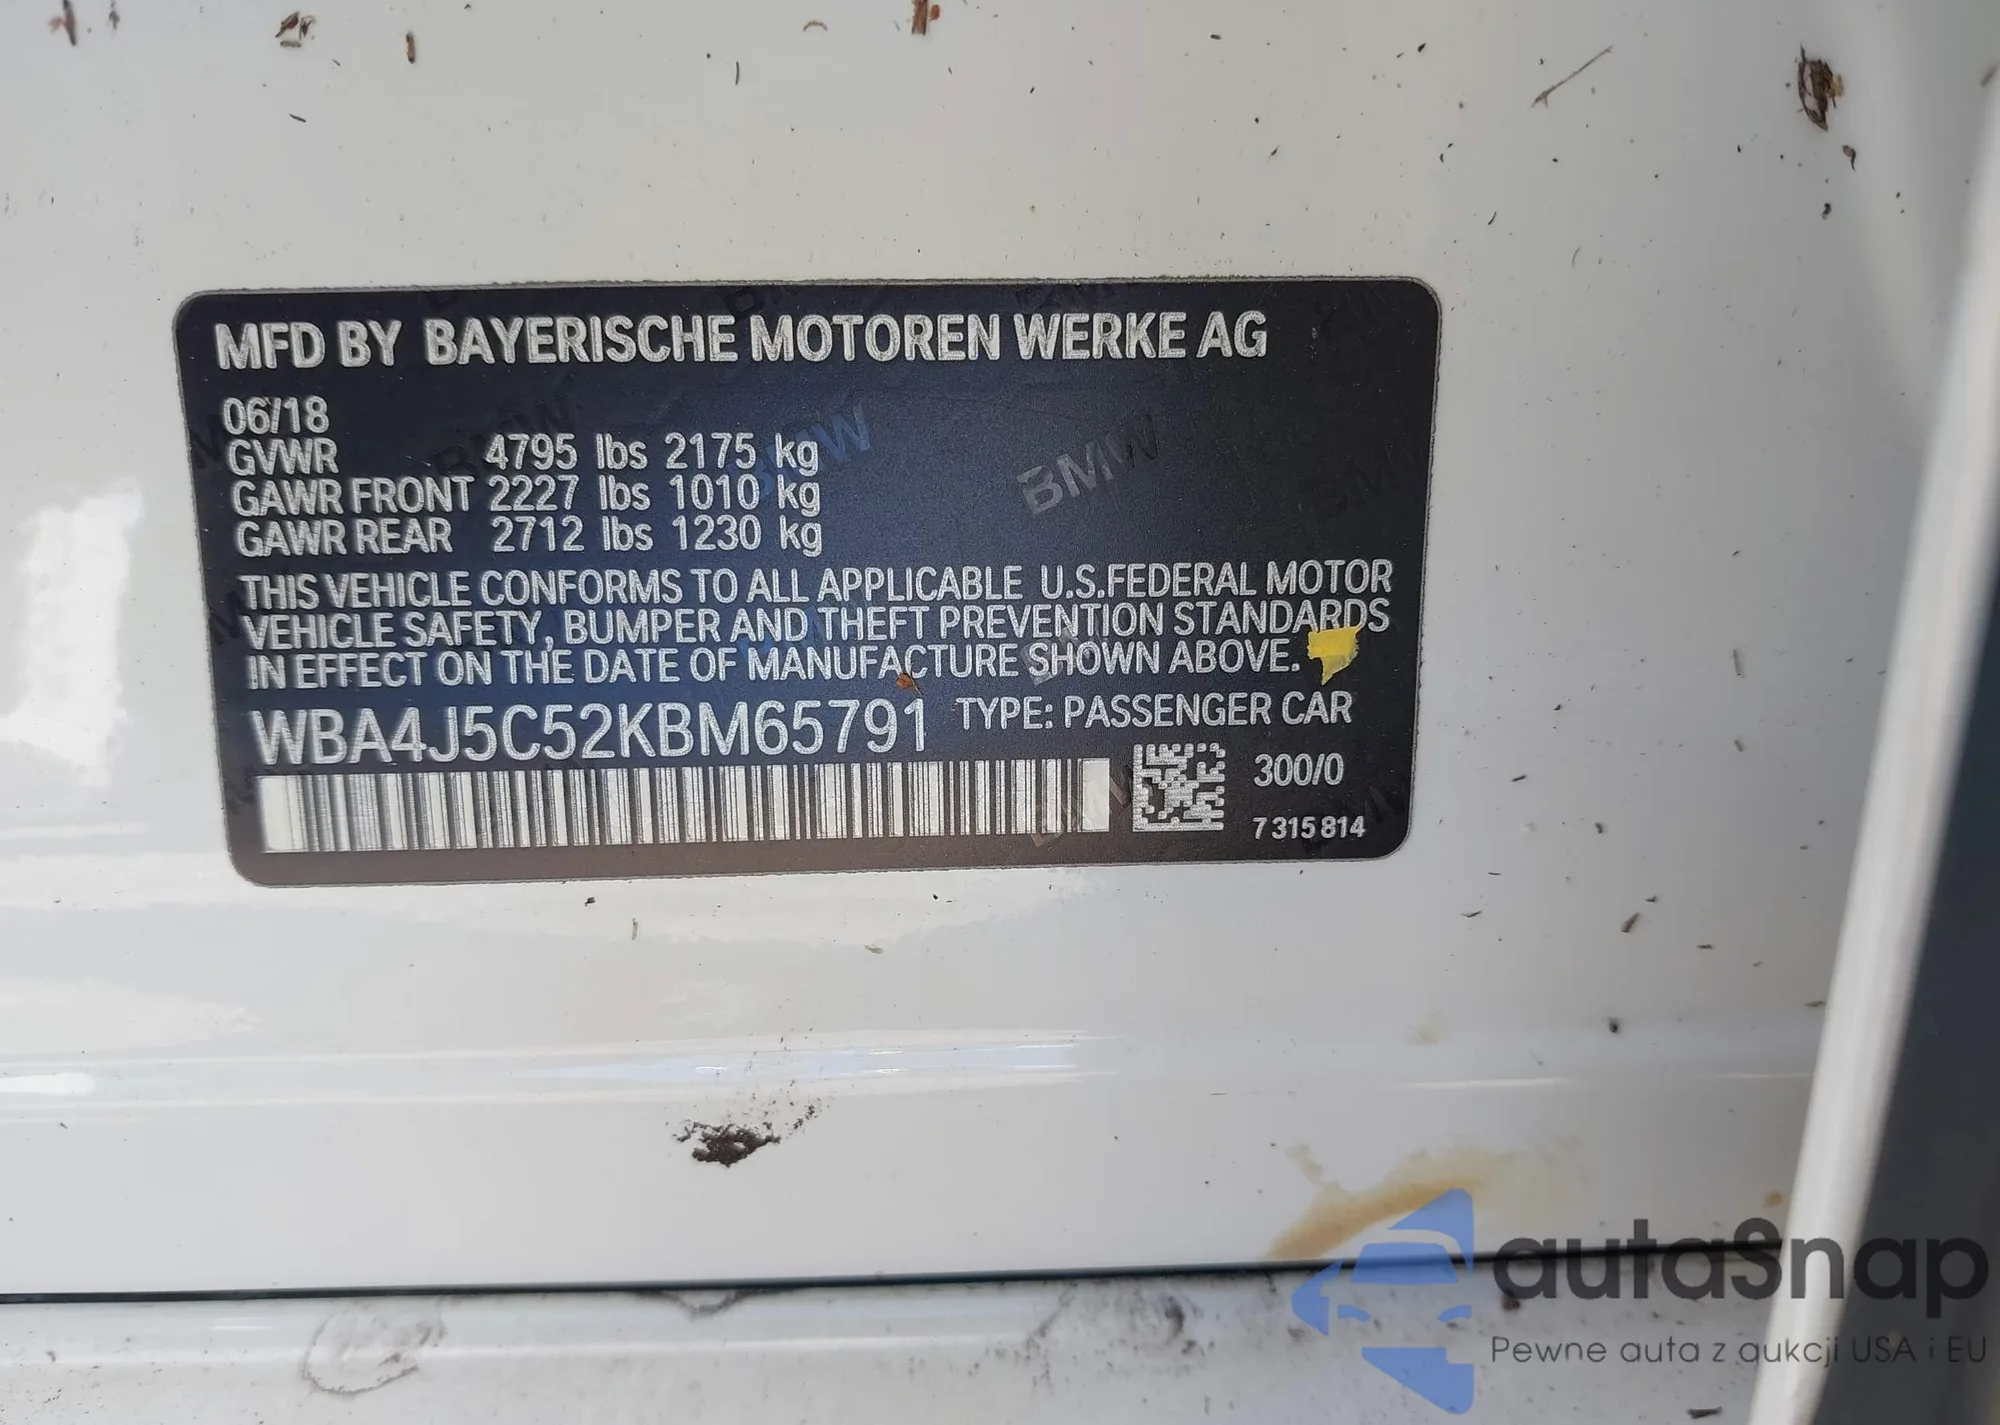 MFD BY BAYERISCHE MOTOREN WERKE AG
06/18
GVWR 4795 lbs 2175 kg
GAWR FRONT 2227 lbs 1010 kg
GAWR REAR 2712 lbs 1230 kg
THIS VEHICLE CONFORMS TO ALL APPLICABLE U.S.FEDERAL MOTOR
VEHICLE SAFETY, BUMPER AND THEFT PREVENTION STANDARDS
IN EFFECT ON THE DATE OF MANUFACTURE SHOWN ABOVE.
WBA4J5C52KBM65791 TYPE: PASSENGER CAR
300/0
7 315 814
BMW
BMW
autaSnap
Pewne auta z aukcji USA i EU